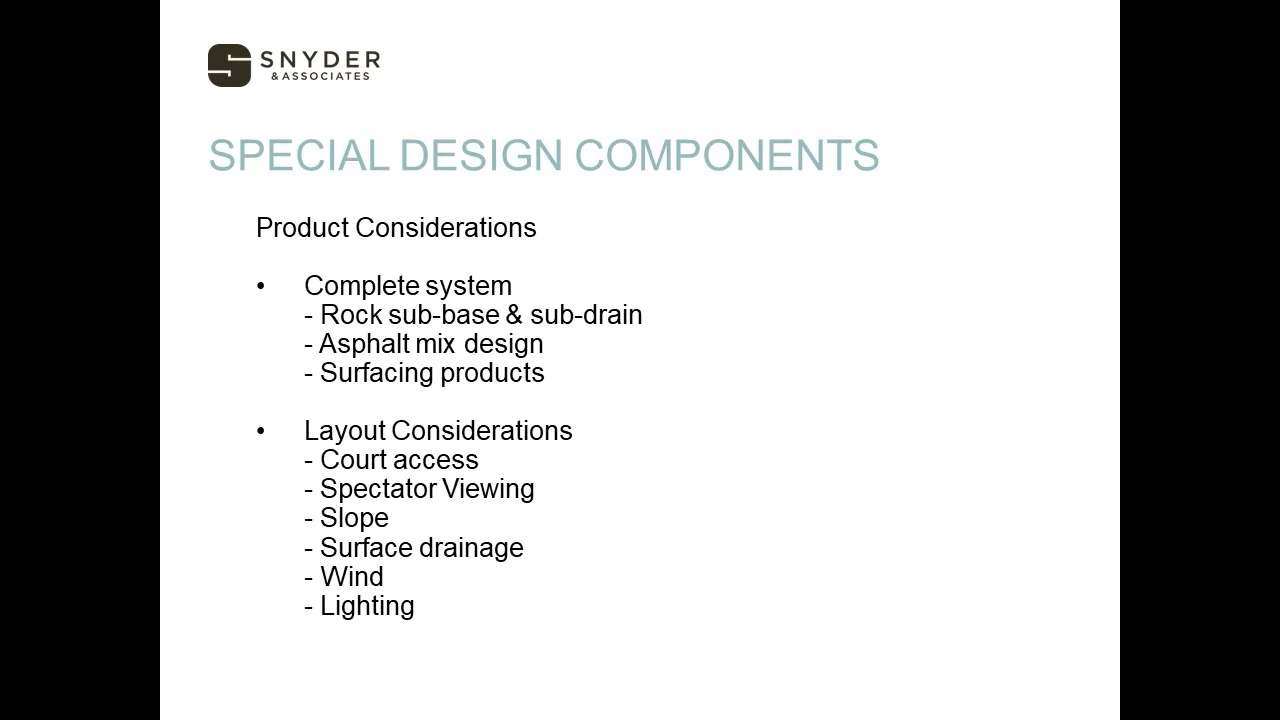 SNYDER
& ASSOCIATES
SPECIAL DESIGN COMPONENTS
Product Considerations
• Complete system
- Rock sub-base & sub-drain
- Asphalt mix design
- Surfacing products
• Layout Considerations
- Court access
- Spectator Viewing
- Slope
- Surface drainage
- Wind
- Lighting